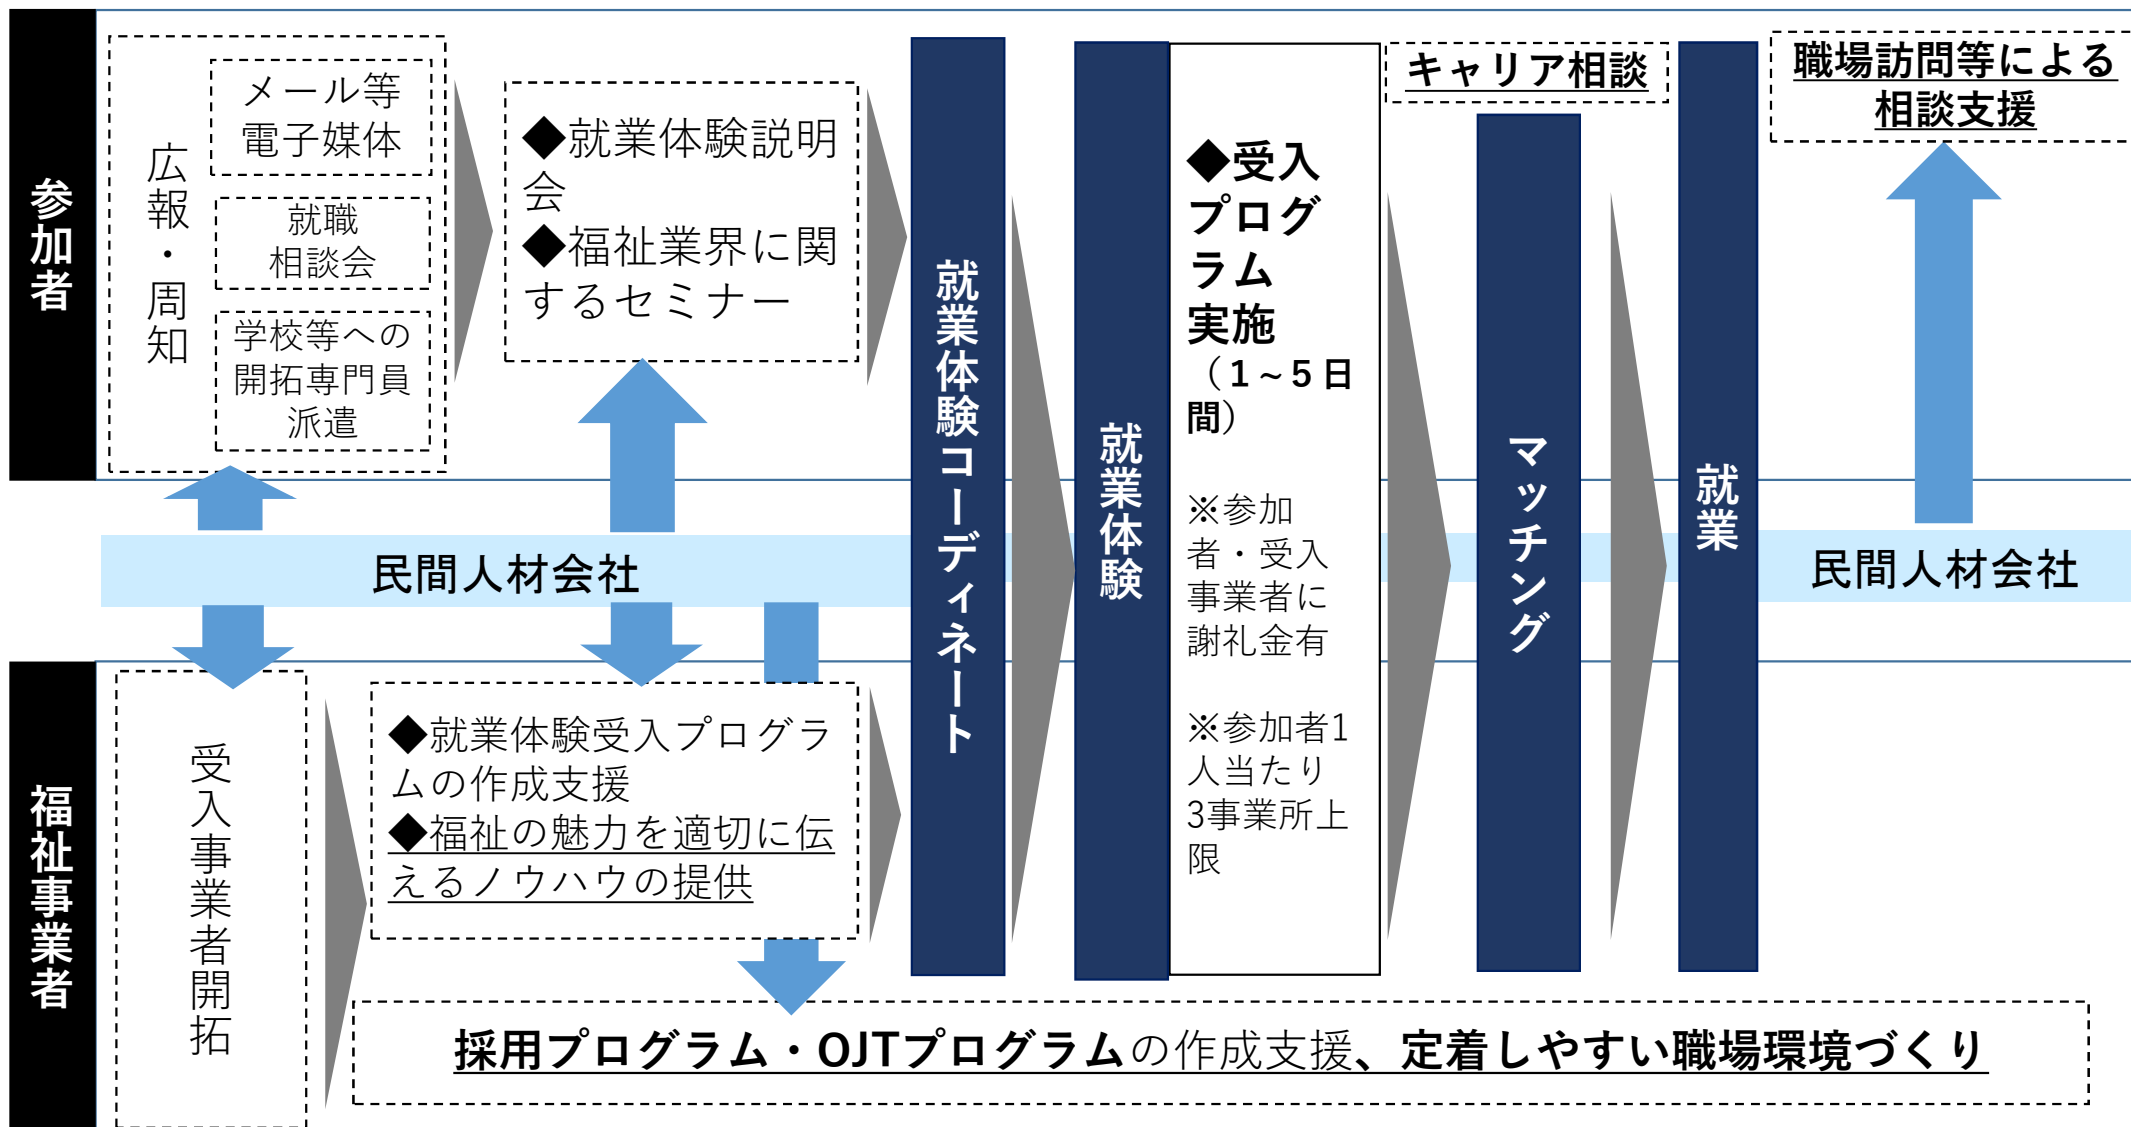 参加者
広報・周知
メール等
電子媒体
就職
相談会
学校等への
開拓専門員
派遣
◆就業体験説明
会
◆福祉業界に関
するセミナー
就業体験コーディネート
就業体験
◆受入
プログ
ラム
実施
（１～５日
間）
※参加
者・受入
事業者に
謝礼金有
※参加者1
人当たり
3事業所上
限
キャリア相談
マッチング
就業
職場訪問等による
相談支援
民間人材会社
民間人材会社
福祉事業者
受入事業者開拓
◆就業体験受入プログラ
ムの作成支援
◆福祉の魅力を適切に伝
えるノウハウの提供
採用プログラム・OJTプログラムの作成支援、定着しやすい職場環境づくり